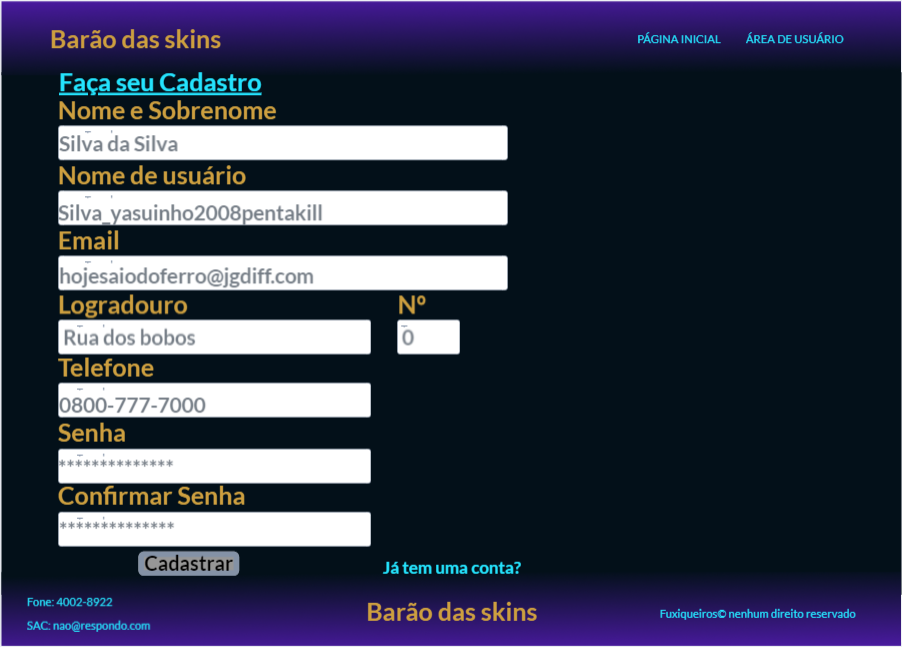 Barão das skins
PÁGINA INICIAL ÁREA DE USUÁRIO
Faça seu Cadastro
Nome e Sobrenome
Silva da Silva
Nome de usuário
Silva_yasuinho2008pentakill
Email
hojesaiodoferro@jgdiff.com
Logradouro Nº
Rua dos bobos 0
Telefone
0800-777-7000
Senha
**************
Confirmar Senha
**************
Cadastrar
Já tem uma conta?
Fone: 4002-8922
SAC: nao@respondo.com
Barão das skins
Fuxiqueiros© nenhum direito reservado